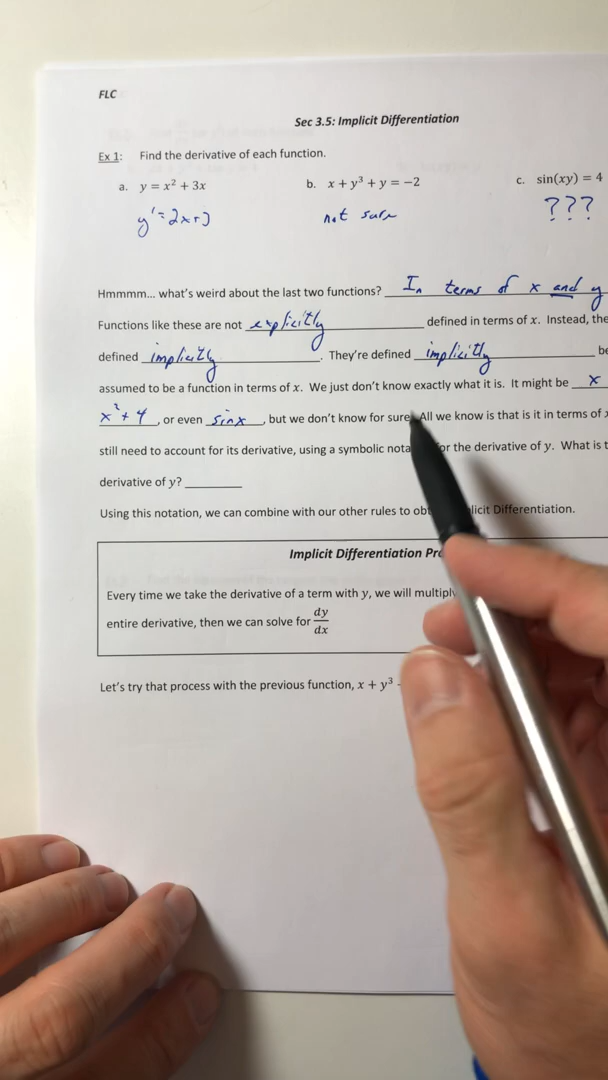 FLC
Sec 3.5: Implicit Differentiation
Ex 1: Find the derivative of each function.
a. y = x² + 3x b. x + y³ + y = −2 c. sin(xy) = 4
y' = 2x+3 not sure ???
Hmmmm... what's weird about the last two functions? In terms of x and y
Functions like these are not explicitly defined in terms of x. Instead, the
defined implicitly. They're defined implicitly be
assumed to be a function in terms of x. We just don't know exactly what it is. It might be x
x²+4, or even sinx, but we don't know for sure. All we know is that is it in terms of x
still need to account for its derivative, using a symbolic nota or the derivative of y. What is t
derivative of y? ______
Using this notation, we can combine with our other rules to ob licit Differentiation.
Implicit Differentiation Pr
Every time we take the derivative of a term with y, we will multiply
entire derivative, then we can solve for dy/dx
Let's try that process with the previous function, x + y³